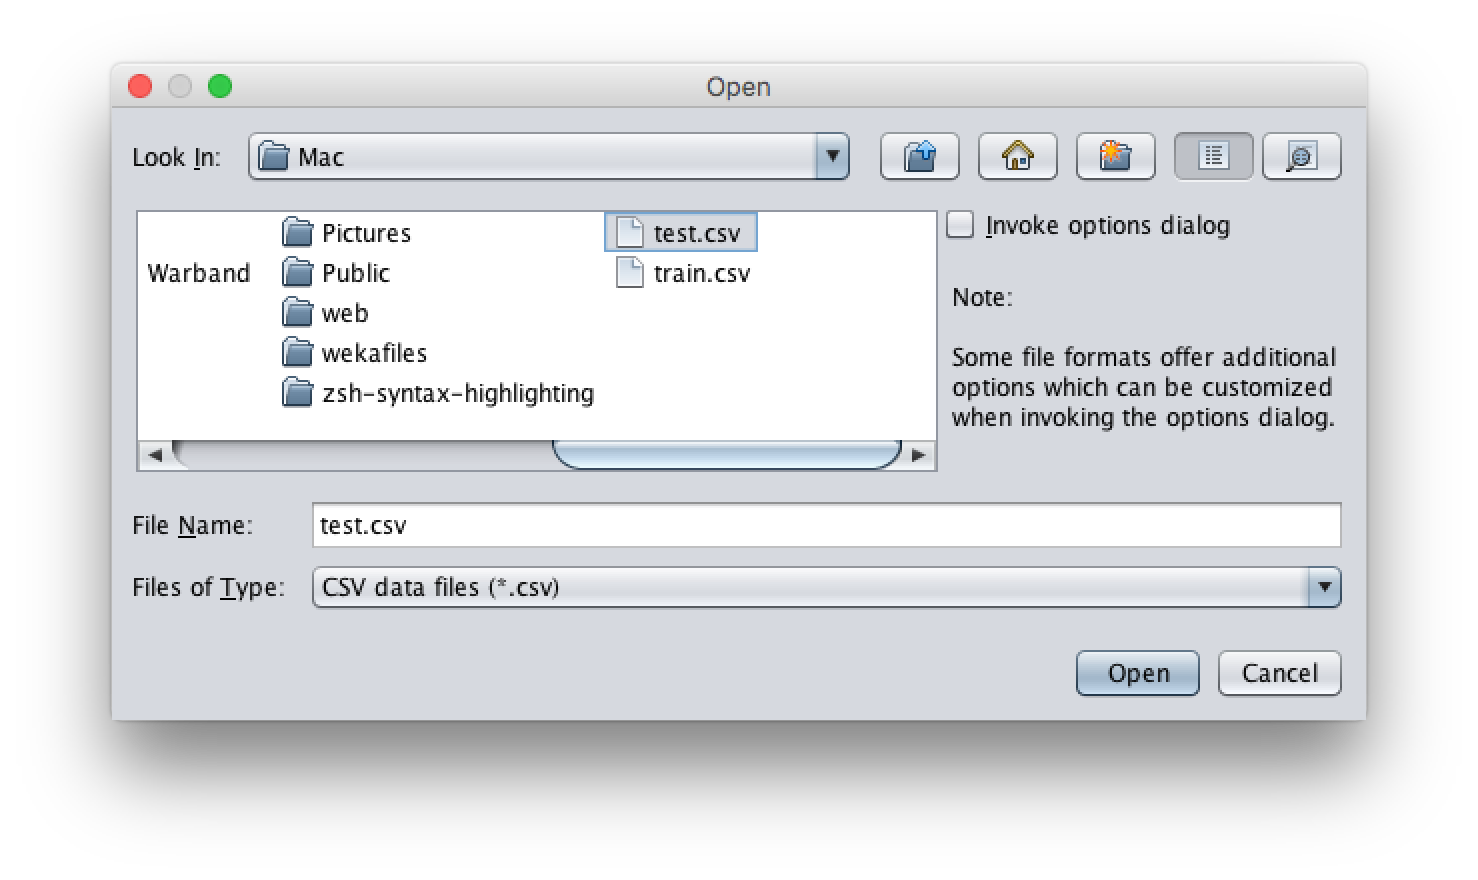 Open
Look In: Mac
Warband
Pictures
Public
web
wekafiles
zsh-syntax-highlighting
test.csv
train.csv
Invoke options dialog
Note:
Some file formats offer additional
options which can be customized
when invoking the options dialog.
File Name: test.csv
Files of Type: CSV data files (*.csv)
Open Cancel